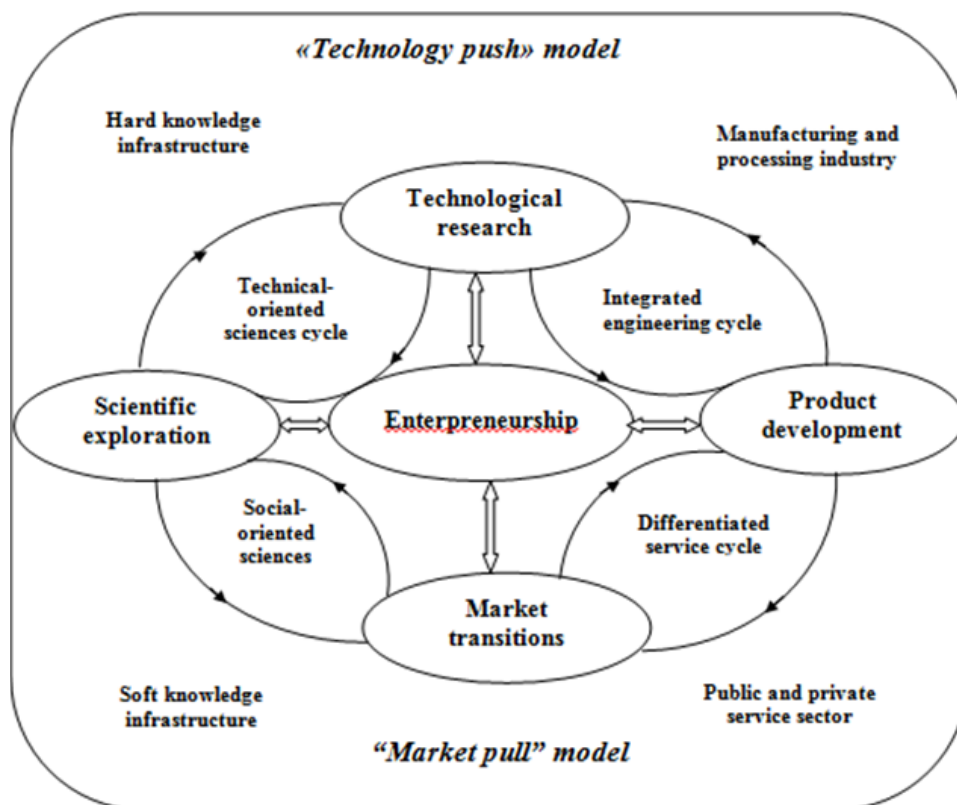 «Technology push» model
Hard knowledge
infrastructure
Manufacturing and
processing industry
Technological
research
Technical-
oriented
sciences cycle
Integrated
engineering cycle
Scientific
exploration
Enterpreneurship
Product
development
Social-
oriented
sciences
Differentiated
service cycle
Market
transitions
Soft knowledge
infrastructure
Public and private
service sector
“Market pull” model